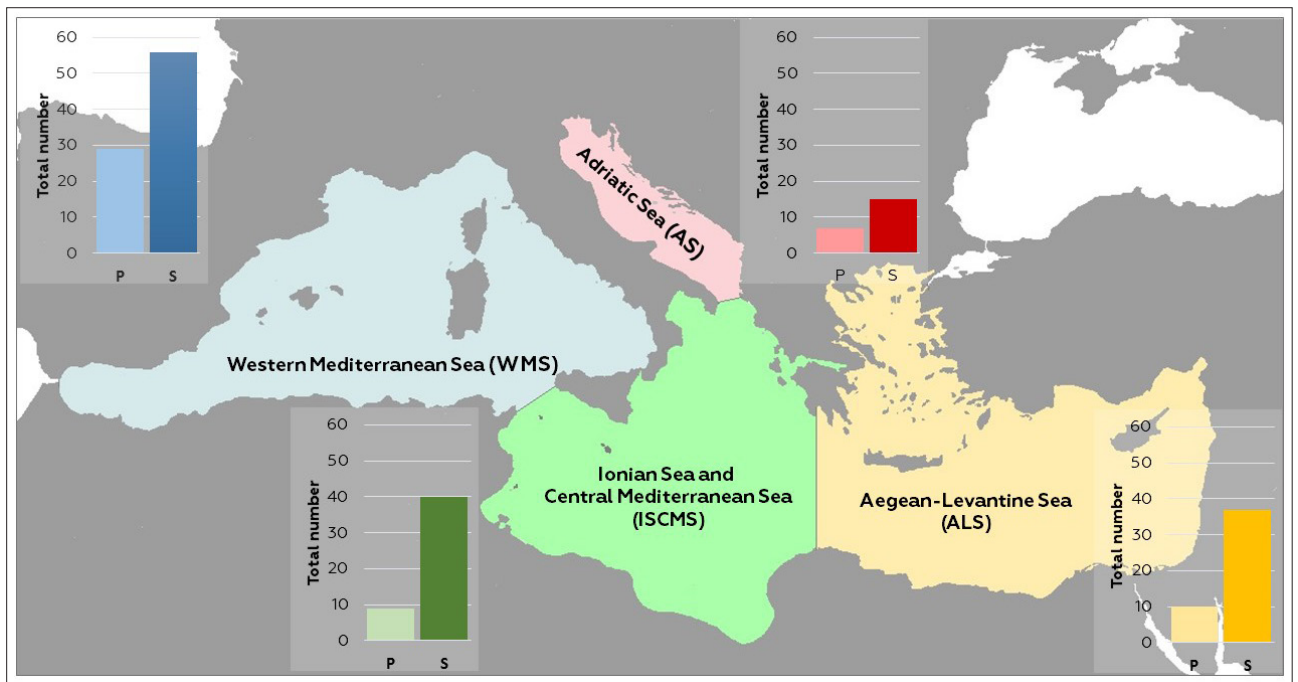 60
50
40
30
20
10
0
Total number
P S
60
50
40
30
20
10
0
Total number
P S
Adriatic Sea (AS)
Western Mediterranean Sea (WMS)
60
50
40
30
20
10
0
Total number
P S
Ionian Sea and
Central Mediterranean Sea
(ISCMS)
Aegean-Levantine Sea
(ALS)
60
50
40
30
20
10
0
Total number
P S